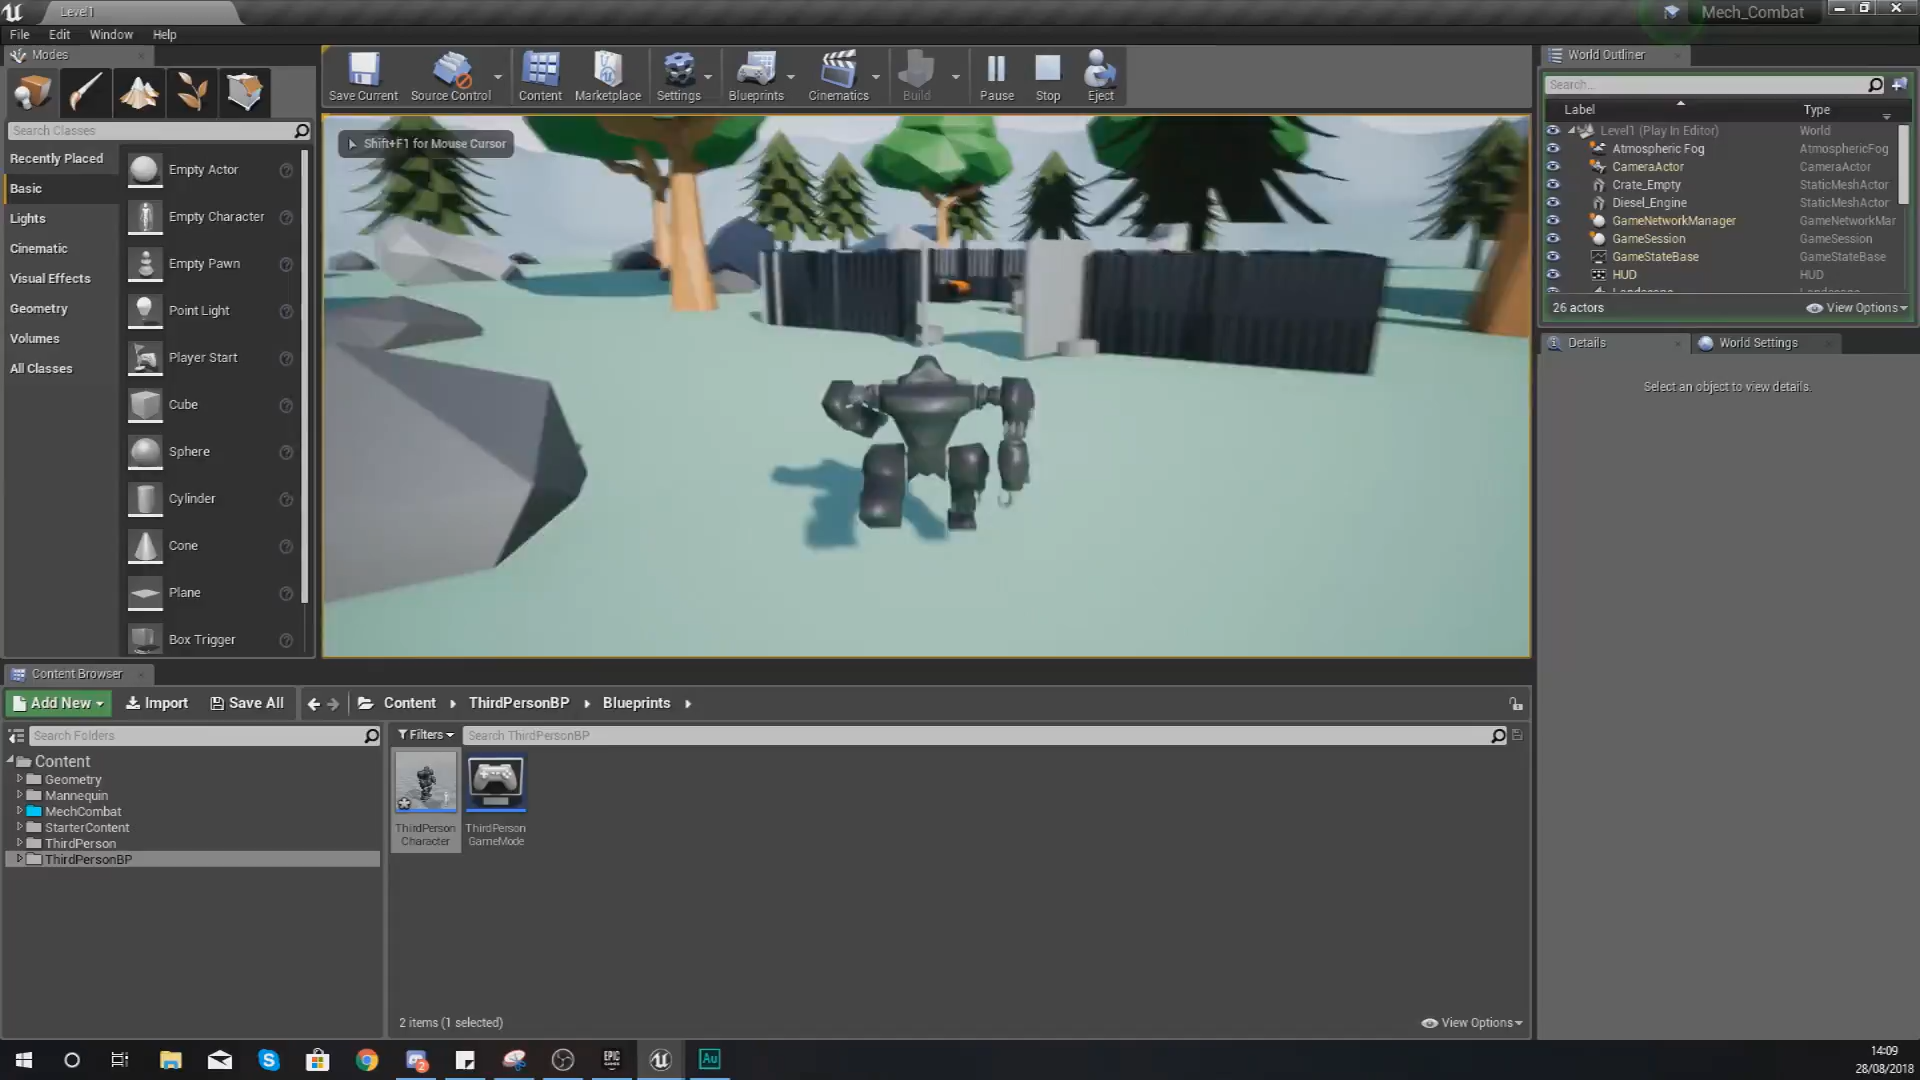 Level1
Mech_Combat
File Edit Window Help
Modes
Search Classes
Recently Placed
Basic
Lights
Cinematic
Visual Effects
Geometry
Volumes
All Classes
Empty Actor
Empty Character
Empty Pawn
Point Light
Player Start
Cube
Sphere
Cylinder
Cone
Plane
Box Trigger
Save Current Source Control Content Marketplace Settings Blueprints Cinematics Build Pause Stop Eject
Shift+F1 for Mouse Cursor
World Outliner
Search...
Label Type
Level1 (Play In Editor) World
Atmospheric Fog AtmosphericFog
CameraActor CameraActor
Crate_Empty StaticMeshActor
Diesel_Engine StaticMeshActor
GameNetworkManager GameNetworkMar
GameSession GameSession
GameStateBase GameStateBase
HUD HUD
26 actors View Options
Details World Settings
Select an object to view details.
Content Browser
Add New Import Save All Content ThirdPersonBP Blueprints
Search Folders
Filters Search ThirdPersonBP
Content
Geometry
Mannequin
MechCombat
StarterContent
ThirdPerson
ThirdPersonBP
ThirdPerson
Character
ThirdPerson
GameMode
2 items (1 selected) View Options
EPIC
GAMES
Au
2
14:09
28/08/2018